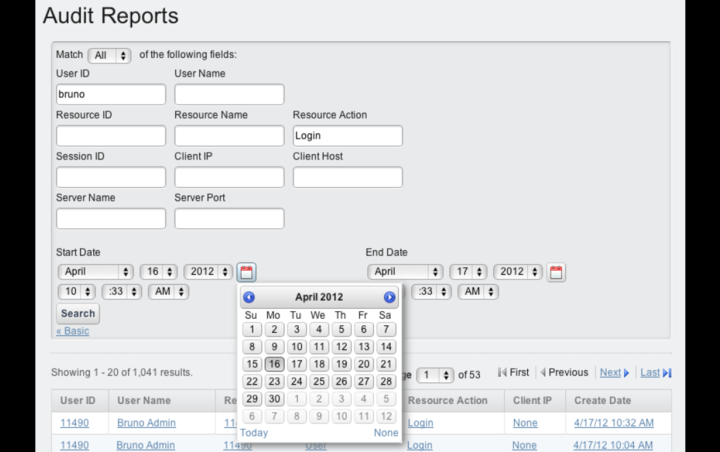 Audit Reports
Match All of the following fields:
User ID User Name
bruno
Resource ID Resource Name Resource Action
Login
Session ID Client IP Client Host
Server Name Server Port
Start Date End Date
April 16 2012 April 17 2012
10 :33 AM :33 AM
April 2012
Search
Su Mo Tu We Th Fr Sa
« Basic
1 2 3 4 5 6 7
8 9 10 11 12 13 14
15 16 17 18 19 20 21
22 23 24 25 26 27 28
29 30 1 2 3 4 5
6 7 8 9 10 11 12
Today None
Showing 1 - 20 of 1,041 results. 1 of 53 First Previous Next Last
User ID User Name Resource Action Client IP Create Date
11490 Bruno Admin Login None 4/17/12 10:32 AM
11490 Bruno Admin 11490 User Login None 4/17/12 10:04 AM